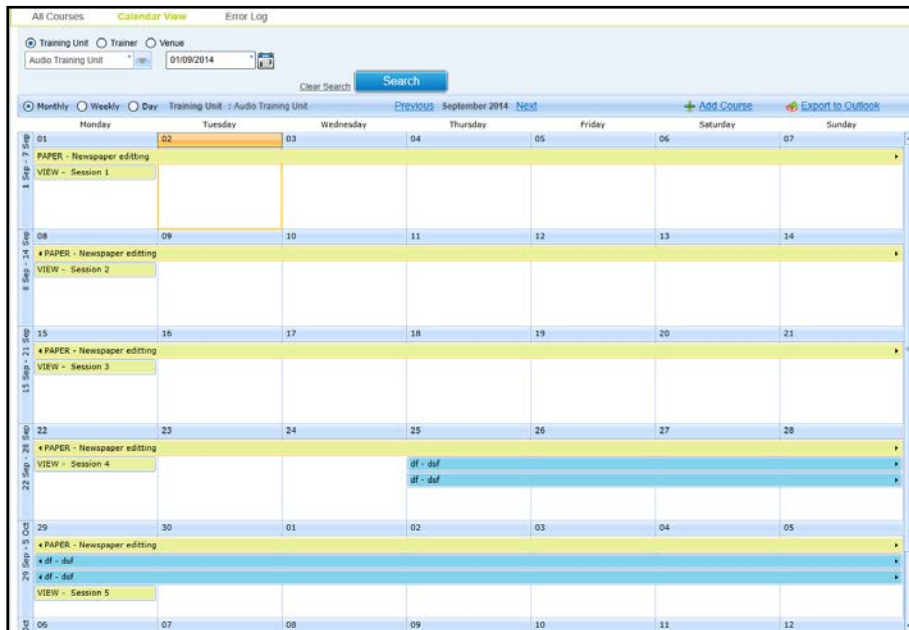 All Courses Calendar View Error Log
Training Unit Trainer Venue
Audio Training Unit 01/09/2014
Clear Search Search
Monthly Weekly Day Training Unit : Audio Training Unit Previous September 2014 Next Add Course Export to Outlook
Monday Tuesday Wednesday Thursday Friday Saturday Sunday
1 Sep - 7 Sep
01 02 03 04 05 06 07
PAPER - Newspaper editting
VIEW - Session 1
8 Sep - 14 Sep
08 09 10 11 12 13 14
PAPER - Newspaper editting
VIEW - Session 2
15 Sep - 21 Sep
15 16 17 18 19 20 21
PAPER - Newspaper editting
VIEW - Session 3
22 Sep - 28 Sep
22 23 24 25 26 27 28
PAPER - Newspaper editting
VIEW - Session 4 df - dsf
df - dsf
29 Sep - 5 Oct
29 30 01 02 03 04 05
PAPER - Newspaper editting
df - dsf
df - dsf
VIEW - Session 5
06 07 08 09 10 11 12